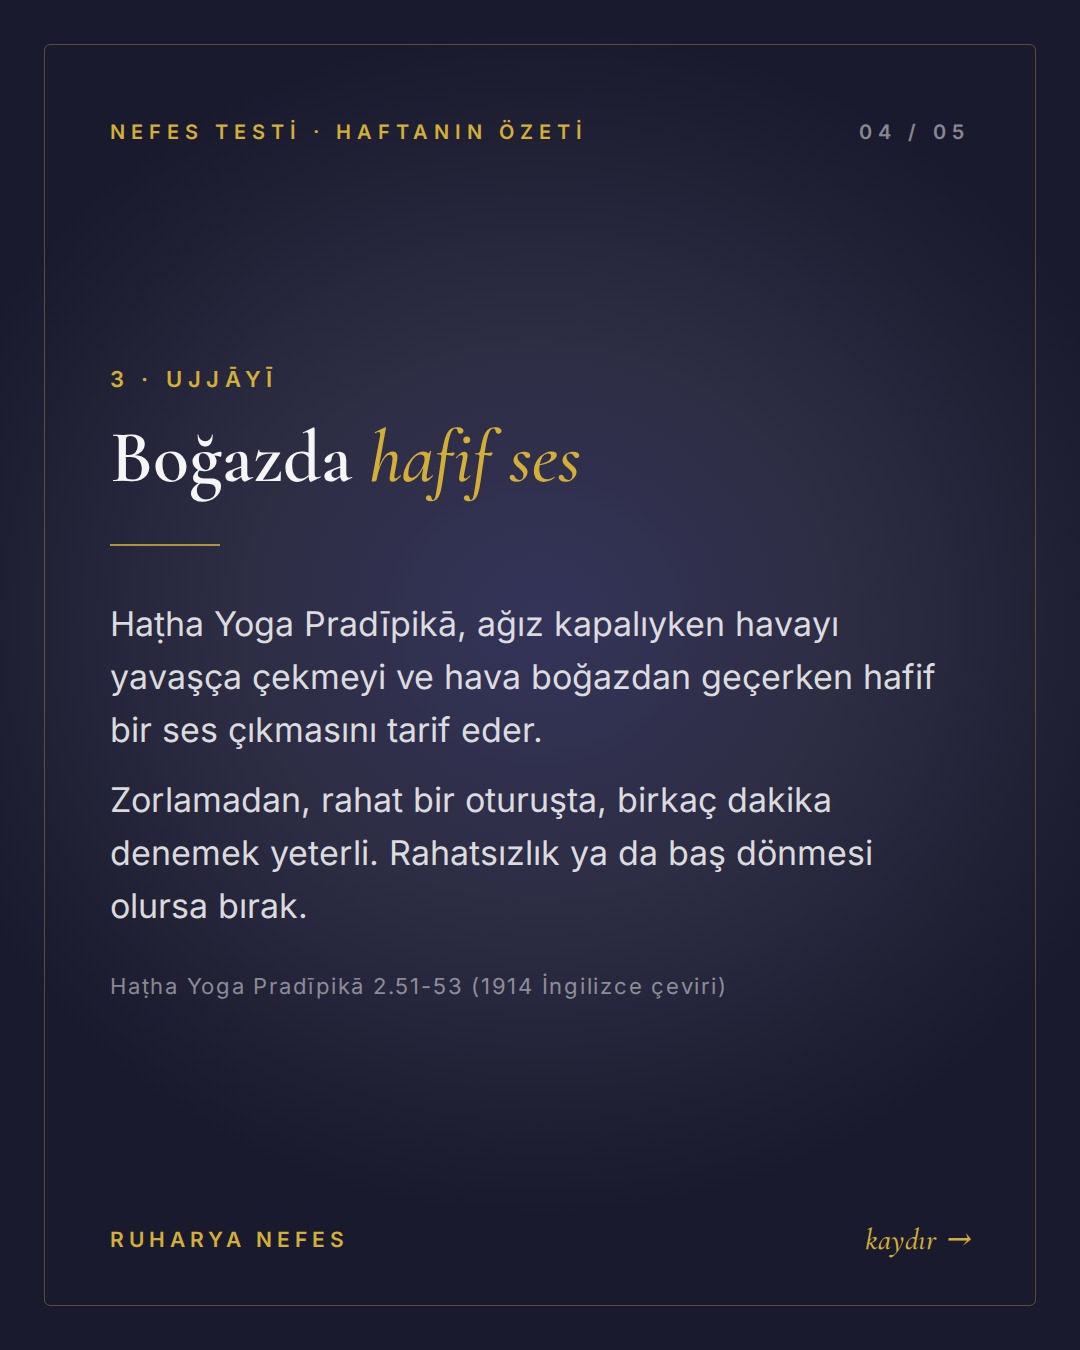 NEFES TESTİ · HAFTANIN ÖZETİ
04 / 05
3 · UJJĀYĪ
Boğazda hafif ses
Haṭha Yoga Pradīpikā, ağız kapalıyken havayı
yavaşça çekmeyi ve hava boğazdan geçerken hafif
bir ses çıkmasını tarif eder.
Zorlamadan, rahat bir oturuşta, birkaç dakika
denemek yeterli. Rahatsızlık ya da baş dönmesi
olursa bırak.
Haṭha Yoga Pradīpikā 2.51-53 (1914 İngilizce çeviri)
RUHARYA NEFES
kaydır →